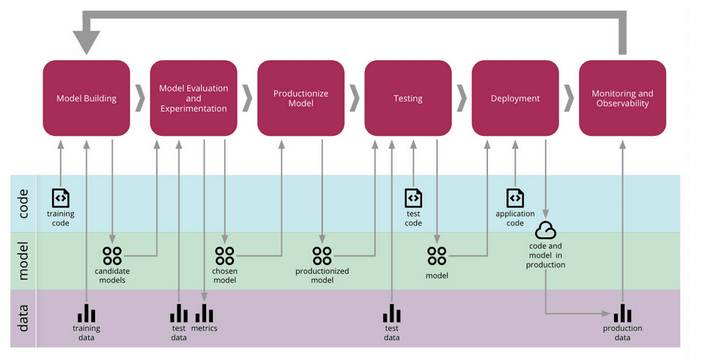 Model Building
Model Evaluation
and
Experimentation
Productionize
Model
Testing
Deployment
Monitoring and
Observability
code
training
code
test
code
application
code
code and
model in
production
model
candidate
models
chosen
model
productionized
model
model
data
training
data
test
data
metrics
test
data
production
data